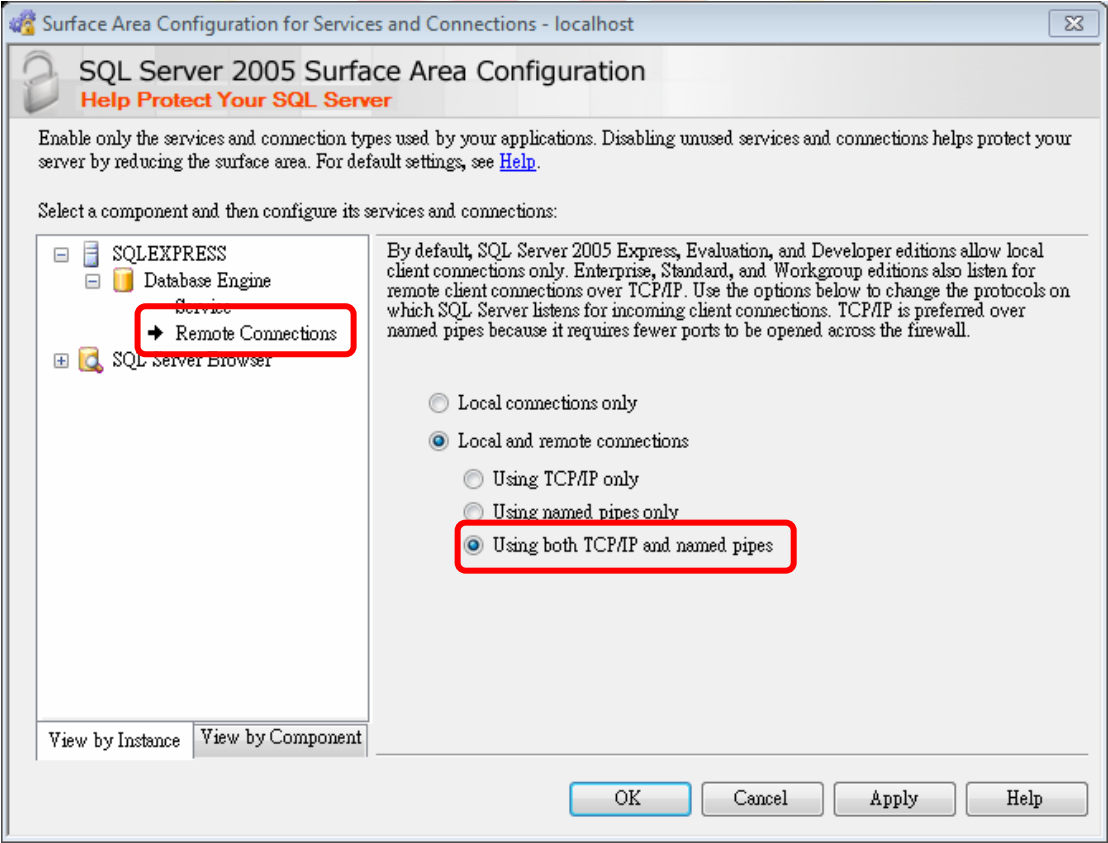 Surface Area Configuration for Services and Connections - localhost
SQL Server 2005 Surface Area Configuration
Help Protect Your SQL Server
Enable only the services and connection types used by your applications. Disabling unused services and connections helps protect your
server by reducing the surface area. For default settings, see Help.
Select a component and then configure its services and connections:
SQLEXPRESS
Database Engine
Service
Remote Connections
SQL Server Browser
By default, SQL Server 2005 Express, Evaluation, and Developer editions allow local
client connections only. Enterprise, Standard, and Workgroup editions also listen for
remote client connections over TCP/IP. Use the options below to change the protocols on
which SQL Server listens for incoming client connections. TCP/IP is preferred over
named pipes because it requires fewer ports to be opened across the firewall.
Local connections only
Local and remote connections
Using TCP/IP only
Using named pipes only
Using both TCP/IP and named pipes
View by Instance
View by Component
OK
Cancel
Apply
Help